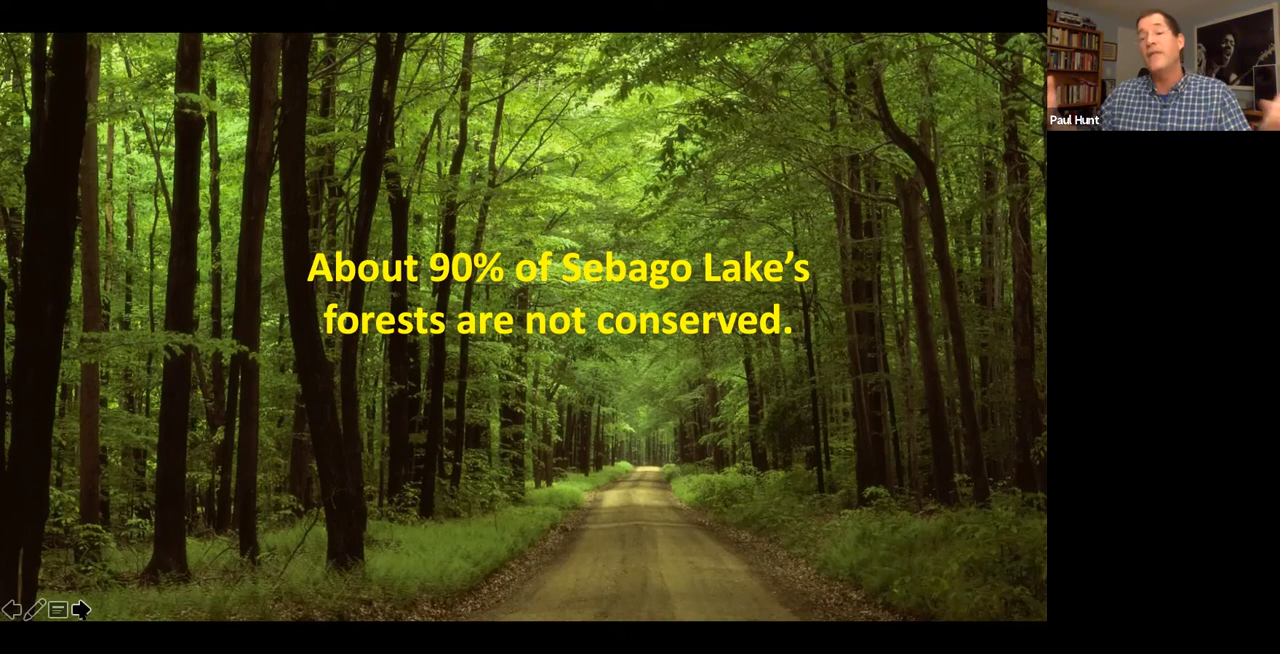 About 90% of Sebago Lake’s
forests are not conserved.
Paul Hunt